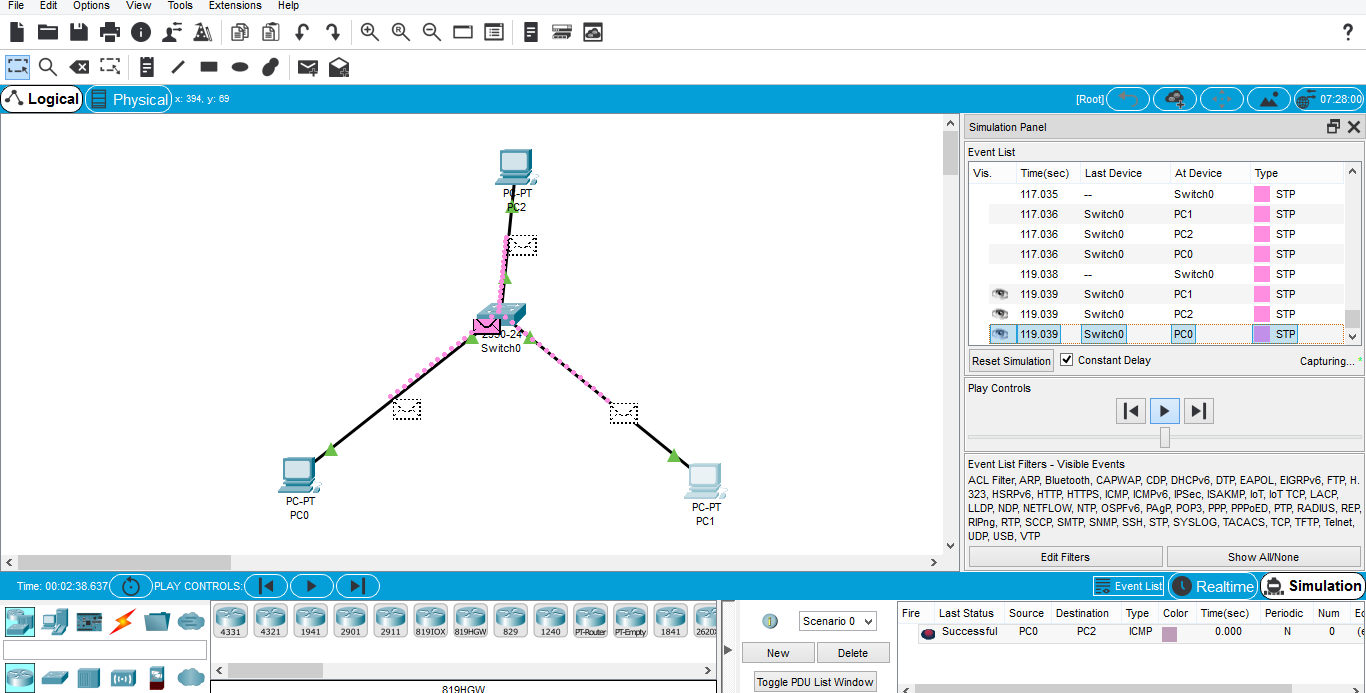 File Edit Options View Tools Extensions Help
?
Logical Physical x: 394, y: 69 [Root] 07:28:00
PC-PT
PC2
2950-24
Switch0
PC-PT
PC0
PC-PT
PC1
Simulation Panel
Event List
Vis. Time(sec) Last Device At Device Type
117.035 -- Switch0 STP
117.036 Switch0 PC1 STP
117.036 Switch0 PC2 STP
117.036 Switch0 PC0 STP
119.038 -- Switch0 STP
119.039 Switch0 PC1 STP
119.039 Switch0 PC2 STP
119.039 Switch0 PC0 STP
Reset Simulation Constant Delay Capturing... *
Play Controls
Event List Filters - Visible Events
ACL Filter, ARP, Bluetooth, CAPWAP, CDP, DHCPv6, DTP, EAPOL, EIGRPv6, FTP, H.
323, HSRPv6, HTTP, HTTPS, ICMP, ICMPv6, IPSec, ISAKMP, IoT, IoT TCP, LACP,
LLDP, NDP, NETFLOW, NTP, OSPFv6, PAgP, POP3, PPP, PPPoED, PTP, RADIUS, REP,
RIPng, RTP, SCCP, SMTP, SNMP, SSH, STP, SYSLOG, TACACS, TCP, TFTP, Telnet,
UDP, USB, VTP
Edit Filters Show All/None
Time: 00:02:38.637 PLAY CONTROLS: Event List Realtime Simulation
4331 4321 1941 2901 2911 819IOX 819HGW 829 1240 PT-Router PT-Empty 1841 2620X
819HGW
Scenario 0
New Delete
Toggle PDU List Window
Fire Last Status Source Destination Type Color Time(sec) Periodic Num Ec
Successful PC0 PC2 ICMP 0.000 N 0 (e